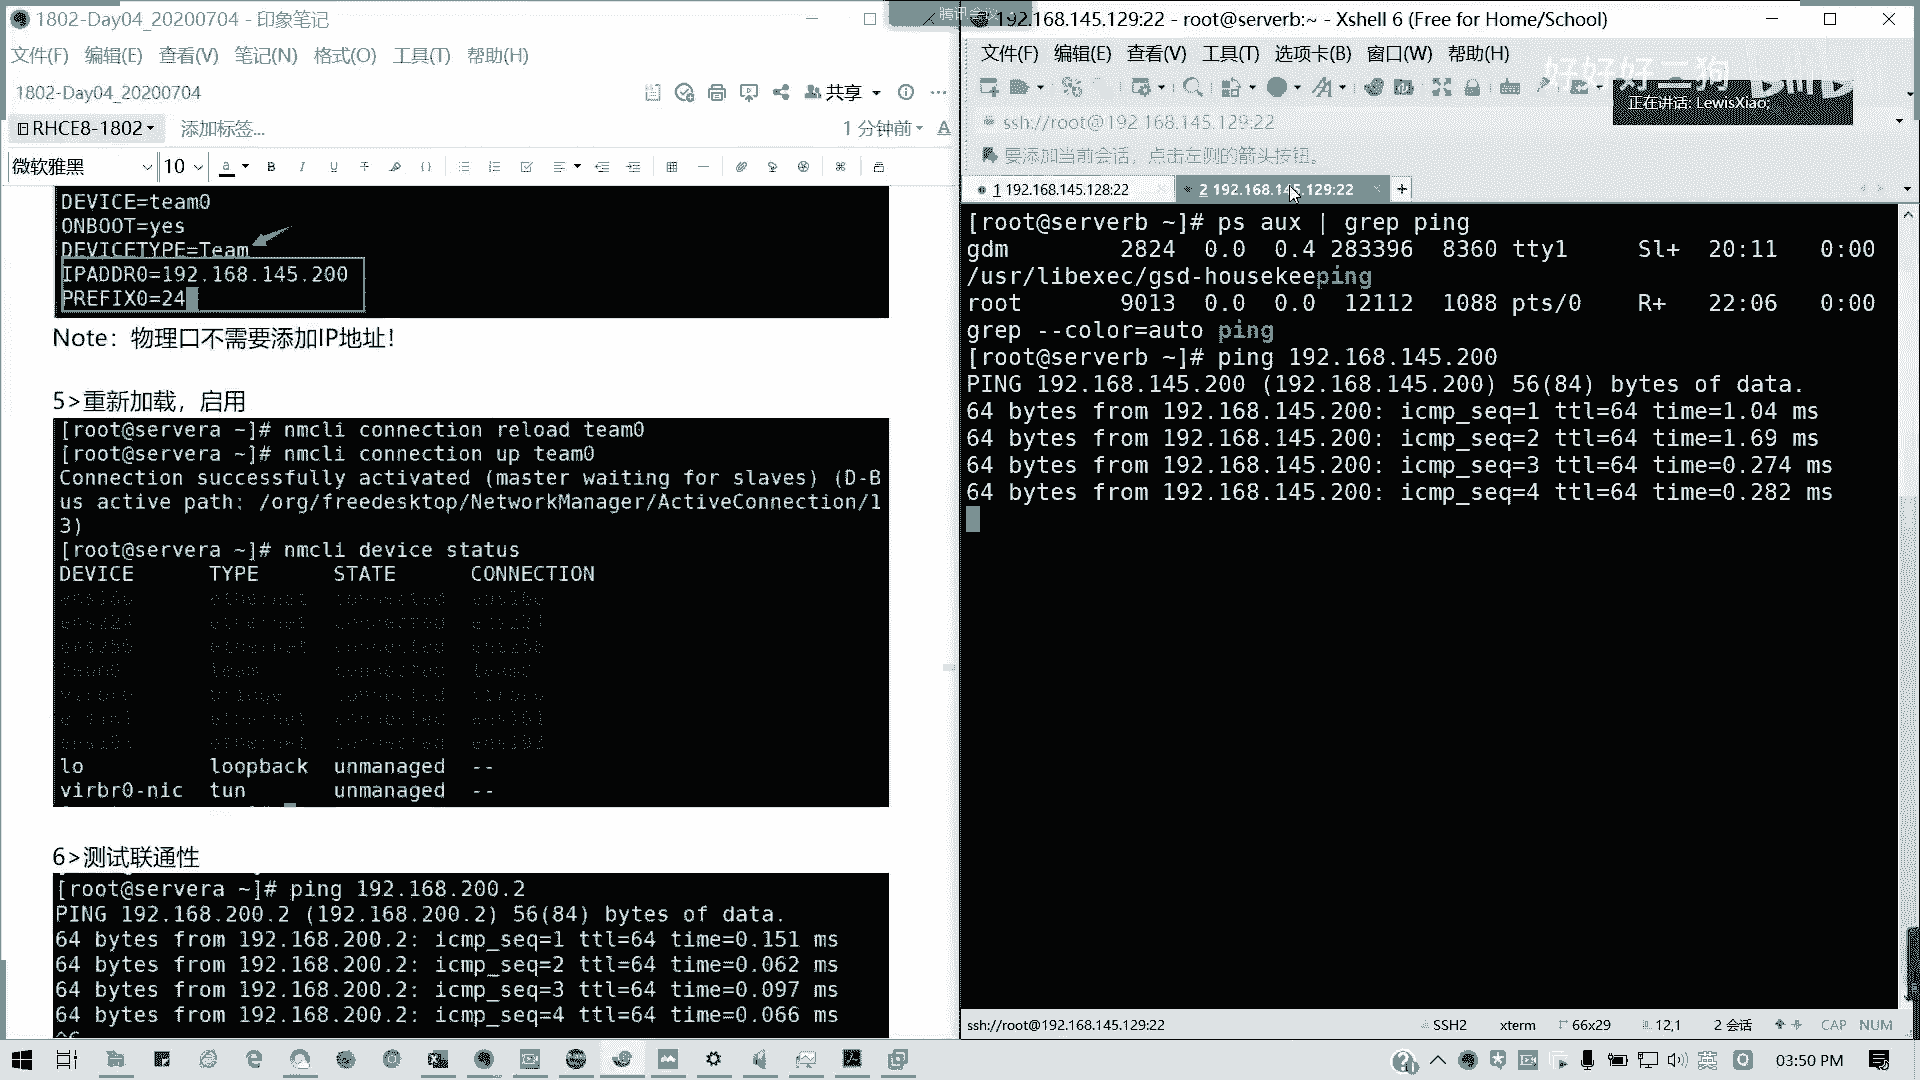 1802-Day04_20200704 - 印象笔记
文件(F) 编辑(E) 查看(V) 笔记(N) 格式(O) 工具(T) 帮助(H)
1802-Day04_20200704
共享
RHCE8-1802 添加标签...
1 分钟前
微软雅黑 10
DEVICE=team0
ONBOOT=yes
DEVICETYPE=Team
IPADDR0=192.168.145.200
PREFIX0=24
Note：物理口不需要添加IP地址！
5>重新加载，启用
[root@servera ~]# nmcli connection reload team0
[root@servera ~]# nmcli connection up team0
Connection successfully activated (master waiting for slaves) (D-B
us active path: /org/freedesktop/NetworkManager/ActiveConnection/1
3)
[root@servera ~]# nmcli device status
DEVICE TYPE STATE CONNECTION
lo loopback unmanaged --
virbr0-nic tun unmanaged --
6>测试联通性
[root@servera ~]# ping 192.168.200.2
PING 192.168.200.2 (192.168.200.2) 56(84) bytes of data.
64 bytes from 192.168.200.2: icmp_seq=1 ttl=64 time=0.151 ms
64 bytes from 192.168.200.2: icmp_seq=2 ttl=64 time=0.062 ms
64 bytes from 192.168.200.2: icmp_seq=3 ttl=64 time=0.097 ms
64 bytes from 192.168.200.2: icmp_seq=4 ttl=64 time=0.066 ms
192.168.145.129:22 - root@serverb:~ - Xshell 6 (Free for Home/School)
文件(F) 编辑(E) 查看(V) 工具(T) 选项卡(B) 窗口(W) 帮助(H)
好好好二狗
正在讲话: LewisXiao;
ssh://root@192.168.145.129:22
要添加当前会话，点击左侧的箭头按钮。
1 192.168.145.128:22
2 192.168.145.129:22
[root@serverb ~]# ps aux | grep ping
gdm 2824 0.0 0.4 283396 8360 tty1 Sl+ 20:11 0:00
/usr/libexec/gsd-housekeeping
root 9013 0.0 0.0 12112 1088 pts/0 R+ 22:06 0:00
grep --color=auto ping
[root@serverb ~]# ping 192.168.145.200
PING 192.168.145.200 (192.168.145.200) 56(84) bytes of data.
64 bytes from 192.168.145.200: icmp_seq=1 ttl=64 time=1.04 ms
64 bytes from 192.168.145.200: icmp_seq=2 ttl=64 time=1.69 ms
64 bytes from 192.168.145.200: icmp_seq=3 ttl=64 time=0.274 ms
64 bytes from 192.168.145.200: icmp_seq=4 ttl=64 time=0.282 ms
ssh://root@192.168.145.129:22 SSH2 xterm 66x29 12,1 2 会话 CAP NUM
英
03:50 PM